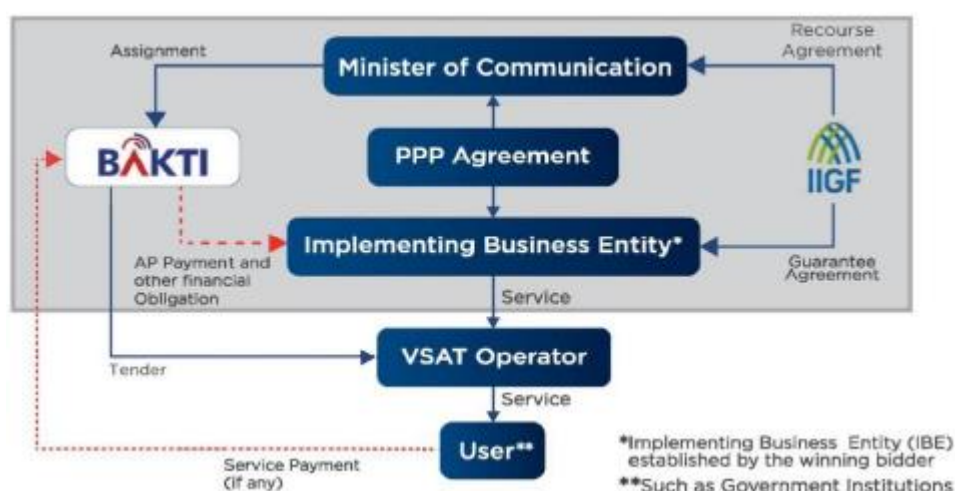 Assignment
Recourse
Agreement
Minister of Communication
BAKTI
PPP Agreement
IIGF
Implementing Business Entity*
AP Payment and
other financial
Obligation
Guarantee
Agreement
Service
VSAT Operator
Tender
Service
User**
Service Payment
(If any)
*Implementing Business Entity (IBE)
established by the winning bidder
**Such as Government Institutions